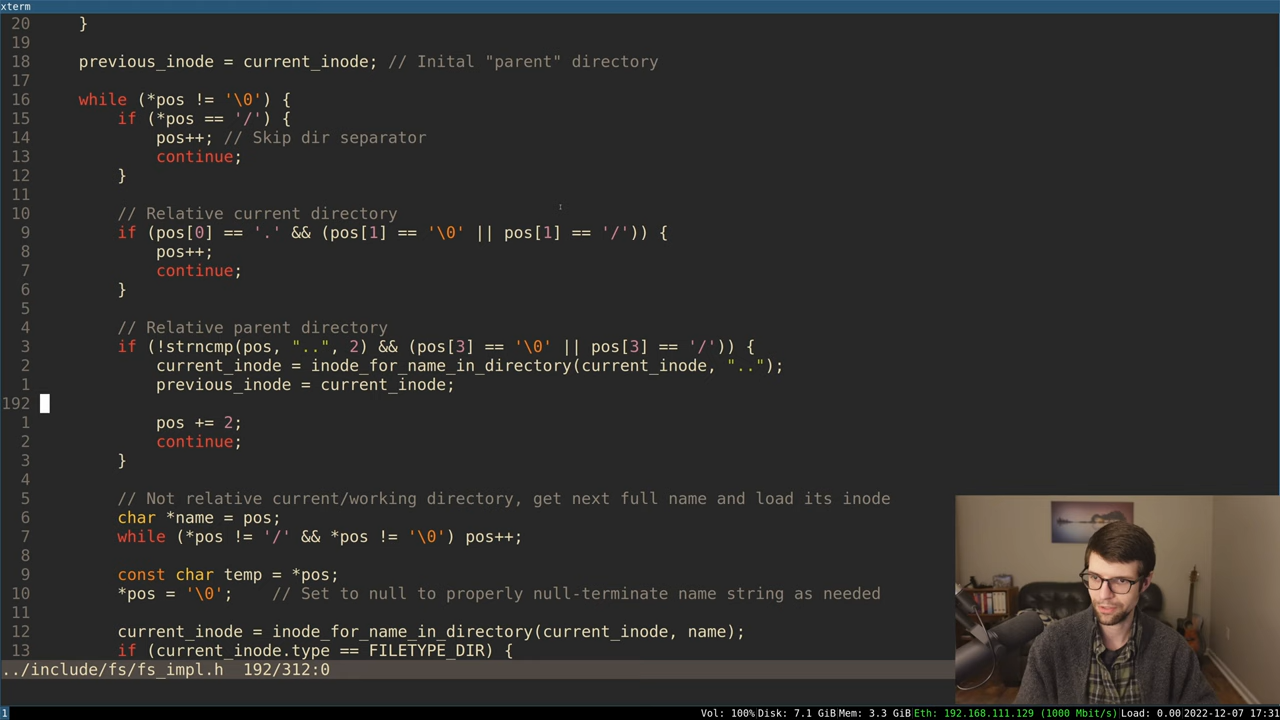 xterm
20     }
19
18     previous_inode = current_inode; // Inital "parent" directory
17
16     while (*pos != '\0') {
15         if (*pos == '/') {
14             pos++; // Skip dir separator
13             continue;
12         }
11
10         // Relative current directory
9         if (pos[0] == '.' && (pos[1] == '\0' || pos[1] == '/')) {
8             pos++;
7             continue;
6         }
5
4         // Relative parent directory
3         if (!strncmp(pos, "..", 2) && (pos[3] == '\0' || pos[3] == '/')) {
2             current_inode = inode_for_name_in_directory(current_inode, "..");
1             previous_inode = current_inode;
192
1             pos += 2;
2             continue;
3         }
4
5         // Not relative current/working directory, get next full name and load its inode
6         char *name = pos;
7         while (*pos != '/' && *pos != '\0') pos++;
8
9         const char temp = *pos;
10         *pos = '\0';    // Set to null to properly null-terminate name string as needed
11
12         current_inode = inode_for_name_in_directory(current_inode, name);
13         if (current_inode.type == FILETYPE_DIR) {
../include/fs/fs_impl.h  192/312:0
1 Vol: 100% Disk: 7.1 GiB Mem: 3.3 GiB Eth: 192.168.111.129 (1000 Mbit/s) Load: 0.00 2022-12-07 17:31